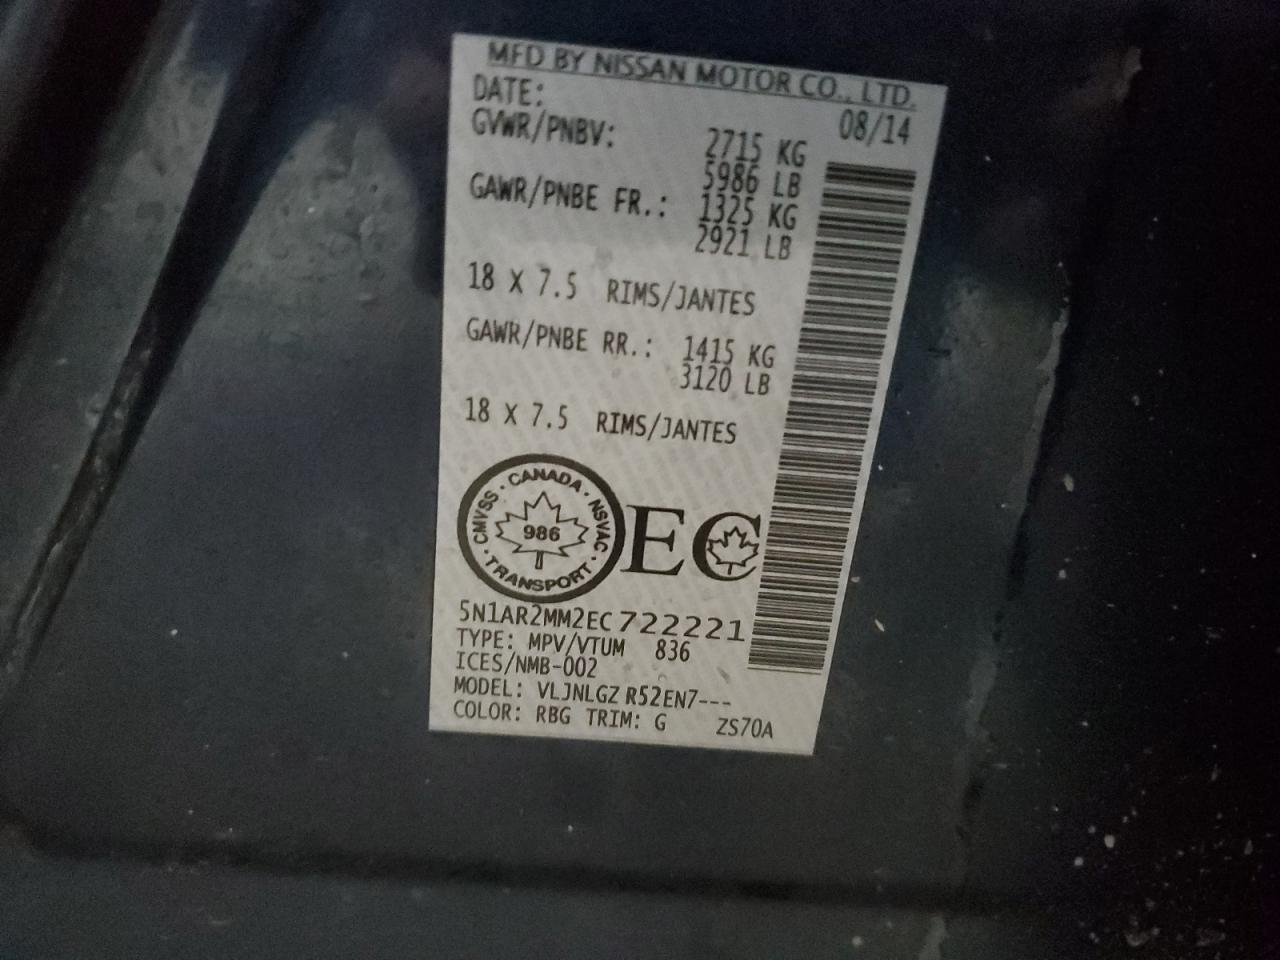 MFD BY NISSAN MOTOR CO., LTD.
DATE: 08/14
GVWR/PNBV: 2715 KG
5986 LB
GAWR/PNBE FR.: 1325 KG
2921 LB
18 X 7.5 RIMS/JANTES
GAWR/PNBE RR.: 1415 KG
3120 LB
18 X 7.5 RIMS/JANTES
CMVSS · CANADA · NSVAC · TRANSPORT ·
986
EC
5N1AR2MM2EC722221
TYPE: MPV/VTUM 836
ICES/NMB-002
MODEL: VLJNLGZ R52EN7---
COLOR: RBG TRIM: G ZS70A